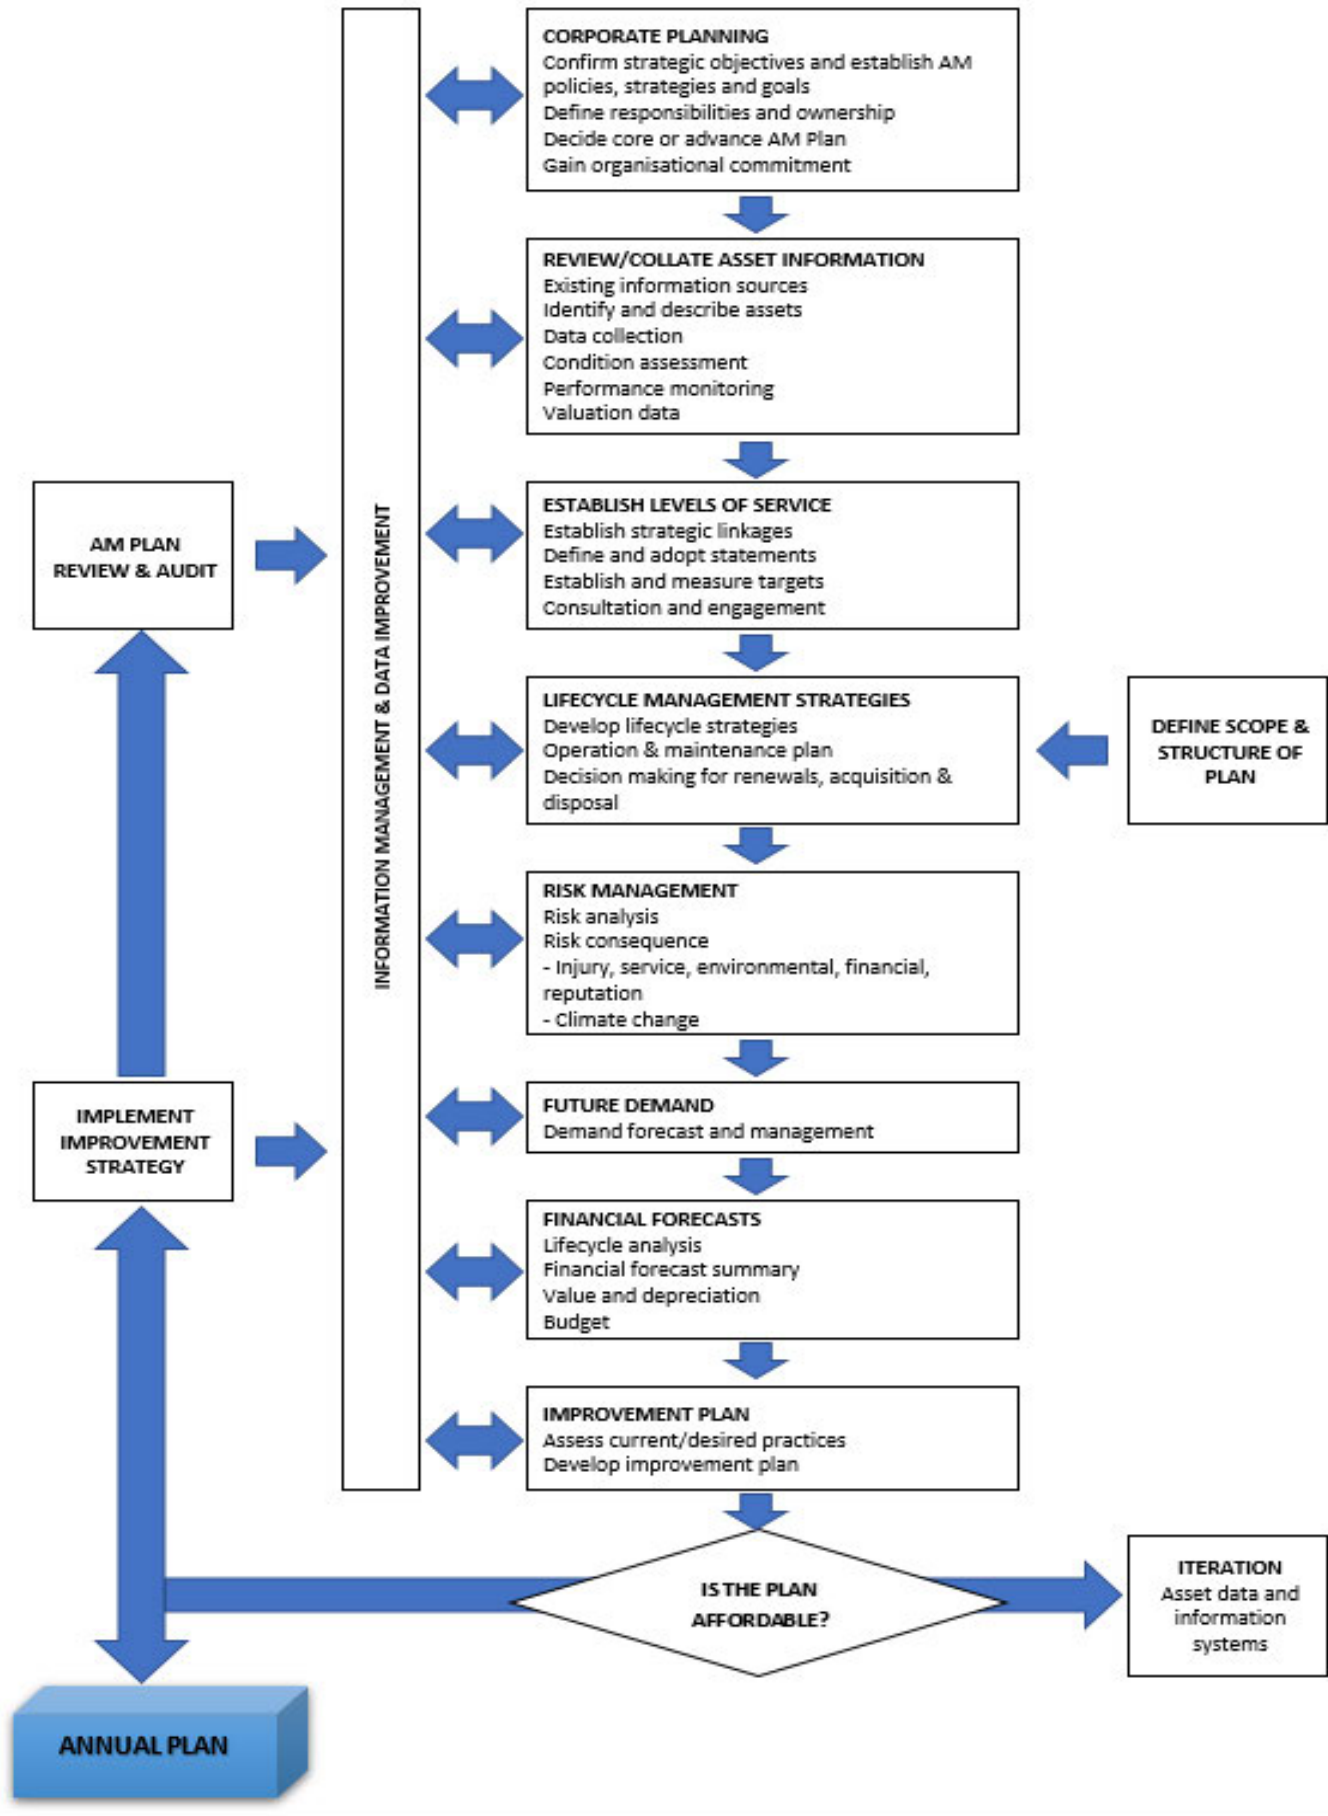 CORPORATE PLANNING
Confirm strategic objectives and establish AM
policies, strategies and goals
Define responsibilities and ownership
Decide core or advance AM Plan
Gain organisational commitment
REVIEW/COLLATE ASSET INFORMATION
Existing information sources
Identify and describe assets
Data collection
Condition assessment
Performance monitoring
Valuation data
AM PLAN
REVIEW & AUDIT
INFORMATION MANAGEMENT & DATA IMPROVEMENT
ESTABLISH LEVELS OF SERVICE
Establish strategic linkages
Define and adopt statements
Establish and measure targets
Consultation and engagement
LIFECYCLE MANAGEMENT STRATEGIES
Develop lifecycle strategies
Operation & maintenance plan
Decision making for renewals, acquisition &
disposal
DEFINE SCOPE &
STRUCTURE OF
PLAN
RISK MANAGEMENT
Risk analysis
Risk consequence
- Injury, service, environmental, financial,
reputation
- Climate change
IMPLEMENT
IMPROVEMENT
STRATEGY
FUTURE DEMAND
Demand forecast and management
FINANCIAL FORECASTS
Lifecycle analysis
Financial forecast summary
Value and depreciation
Budget
IMPROVEMENT PLAN
Assess current/desired practices
Develop improvement plan
IS THE PLAN
AFFORDABLE?
ITERATION
Asset data and
information
systems
ANNUAL PLAN